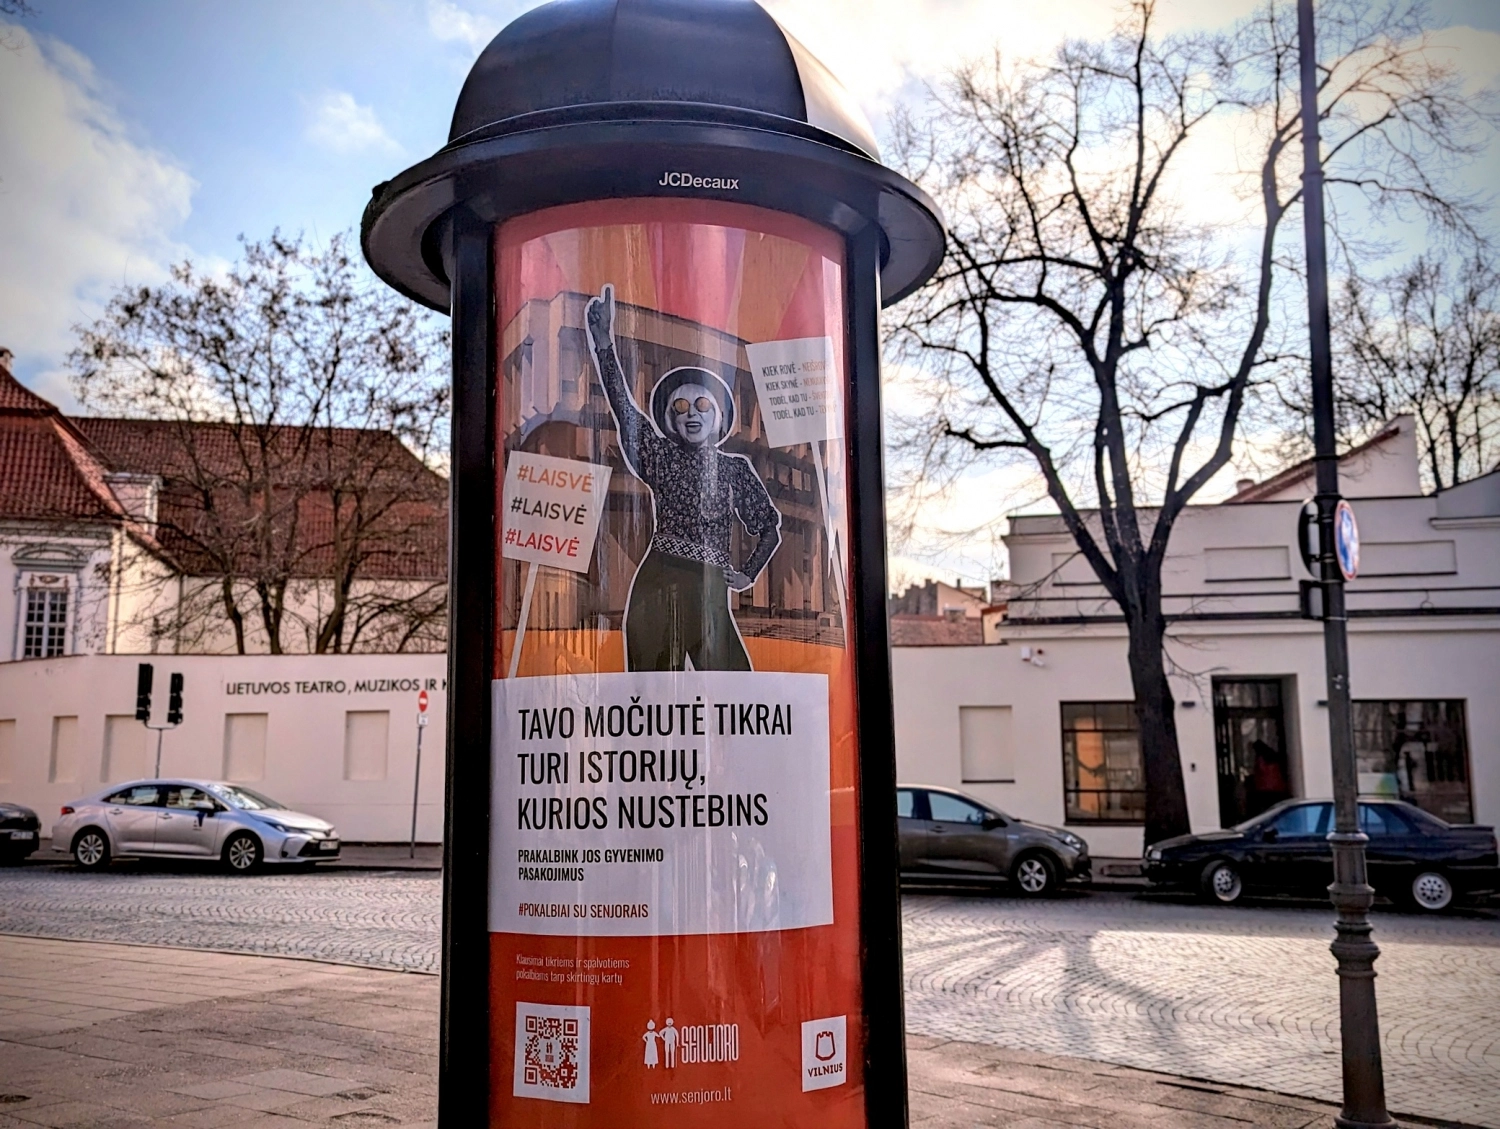 JCDecaux
KIEK ROVĖ -
KIEK SKYNĖ -
TODĖL, KAD TU -
TODĖL, KAD TU -
#LAISVĖ
#LAISVĖ
#LAISVĖ
LIETUVOS TEATRO, MUZIKOS IR
TAVO MOČIUTĖ TIKRAI
TURI ISTORIJŲ,
KURIOS NUSTEBINS
PRAKALBINK JOS GYVENIMO
PASAKOJIMUS
#POKALBIAI SU SENJORAIS
Klausimai tikriems ir spalvotiems
pokalbiams tarp skirtingų kartų
SENJORO
VILNIUS
www.senjoro.lt